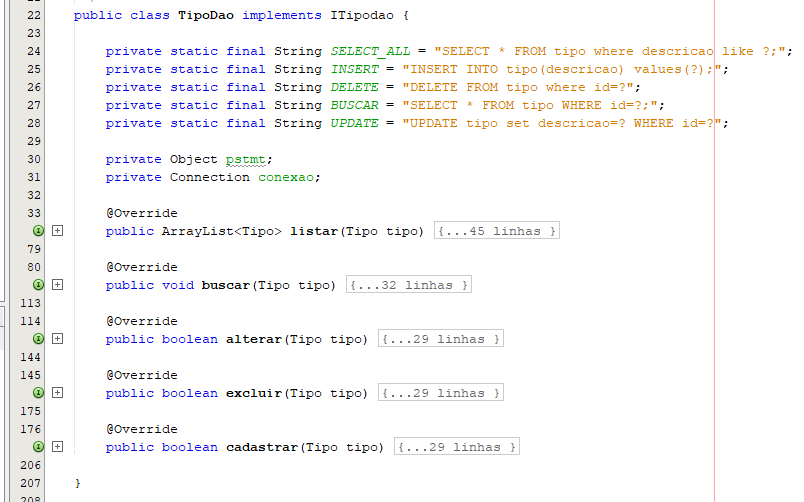 22 public class TipoDao implements ITipodao {
23
24 private static final String SELECT_ALL = "SELECT * FROM tipo where descricao like ?;";
25 private static final String INSERT = "INSERT INTO tipo(descricao) values(?);";
26 private static final String DELETE = "DELETE FROM tipo where id=?";
27 private static final String BUSCAR = "SELECT * FROM tipo WHERE id=?;";
28 private static final String UPDATE = "UPDATE tipo set descricao=? WHERE id=?";
29
30 private Object pstmt;
31 private Connection conexao;
32
33 @Override
public ArrayList<Tipo> listar(Tipo tipo) {...45 linhas }
79
80 @Override
public void buscar(Tipo tipo) {...32 linhas }
113
114 @Override
public boolean alterar(Tipo tipo) {...29 linhas }
144
145 @Override
public boolean excluir(Tipo tipo) {...29 linhas }
175
176 @Override
public boolean cadastrar(Tipo tipo) {...29 linhas }
206
207 }
208